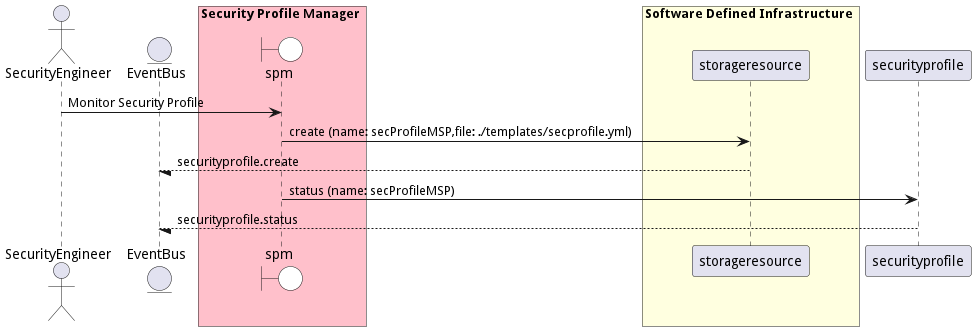 Security Profile Manager
Software Defined Infrastructure
SecurityEngineer
EventBus
spm
storageresource
securityprofile
Monitor Security Profile
create (name: secProfileMSP,file: ./templates/secprofile.yml)
securityprofile.create
status (name: secProfileMSP)
securityprofile.status
SecurityEngineer
EventBus
spm
storageresource
securityprofile